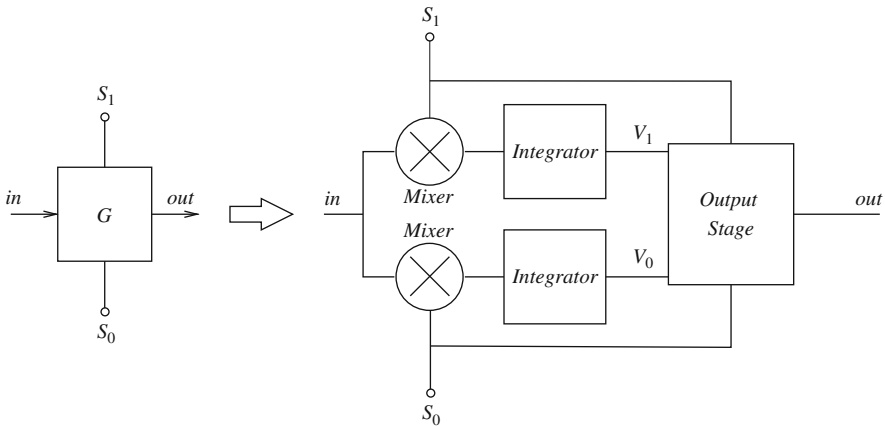 S1
in
G
out
S0
S1
in
Mixer
Integrator
V1
Mixer
Integrator
V0
Output
Stage
out
S0